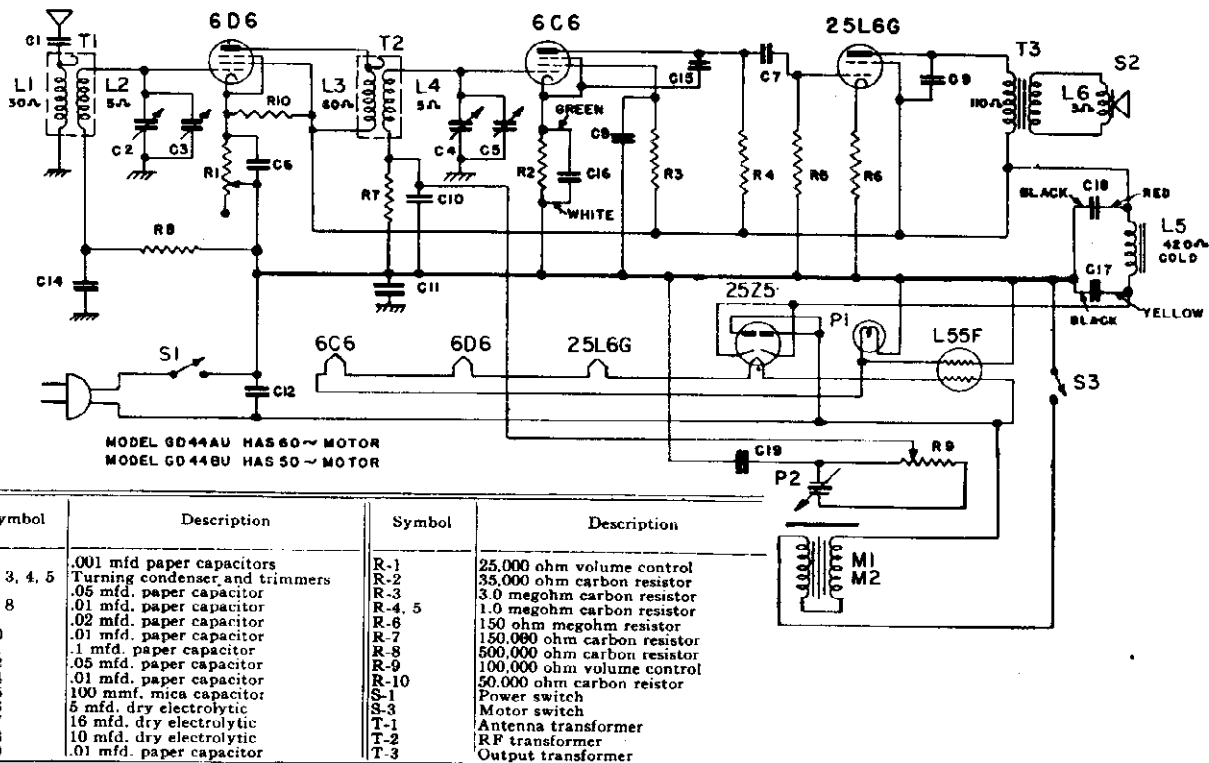 6D6
6C6
25L6G
C1
T1
T2
T3
S2
L1
30Ω
L2
5Ω
L3
60Ω
L4
5Ω
C15
C7
C9
110Ω
L6
3Ω
R10
GREEN
C2
C3
C4
C5
C8
R1
C6
R2
C16
R3
R4
R5
R6
R7
C10
WHITE
BLACK
C18
RED
L5
420Ω
COLD
R8
C14
C11
C17
BLACK
YELLOW
25Z5
P1
L55F
S1
6C6
6D6
25L6G
S3
C12
MODEL GD44AU HAS 60~ MOTOR
MODEL GD44BU HAS 50~ MOTOR
C19
R9
P2
M1
M2
ymbol Description Symbol Description
.001 mfd paper capacitors R-1 25,000 ohm volume control
3, 4, 5 Turning condenser and trimmers R-2 35,000 ohm carbon resistor
.05 mfd. paper capacitor R-3 3.0 megohm carbon resistor
8 .01 mfd. paper capacitor R-4, 5 1.0 megohm carbon resistor
.02 mfd. paper capacitor R-6 150 ohm megohm resistor
.01 mfd. paper capacitor R-7 150,000 ohm carbon resistor
.1 mfd. paper capacitor R-8 500,000 ohm carbon resistor
.05 mfd. paper capacitor R-9 100,000 ohm volume control
.01 mfd. paper capacitor R-10 50.000 ohm carbon reistor
100 mmf. mica capacitor S-1 Power switch
5 mfd. dry electrolytic S-3 Motor switch
16 mfd. dry electrolytic T-1 Antenna transformer
10 mfd. dry electrolytic T-2 RF transformer
.01 mfd. paper capacitor T-3 Output transformer